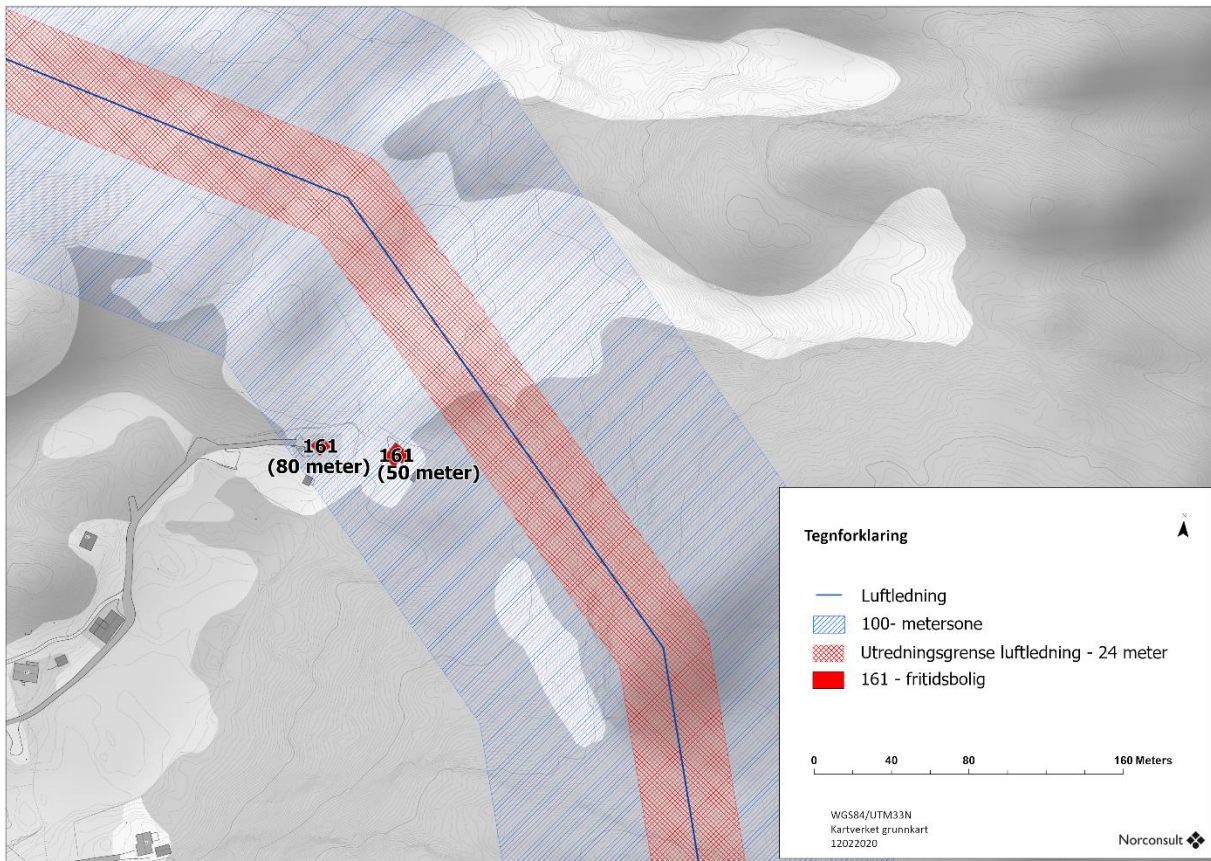 161
(80 meter)
161
(50 meter)
Tegnforklaring
N
Luftledning
100- metersone
Utredningsgrense luftledning - 24 meter
161 - fritidsbolig
0 40 80 160 Meters
WGS84/UTM33N
Kartverket grunnkart
12022020
Norconsult